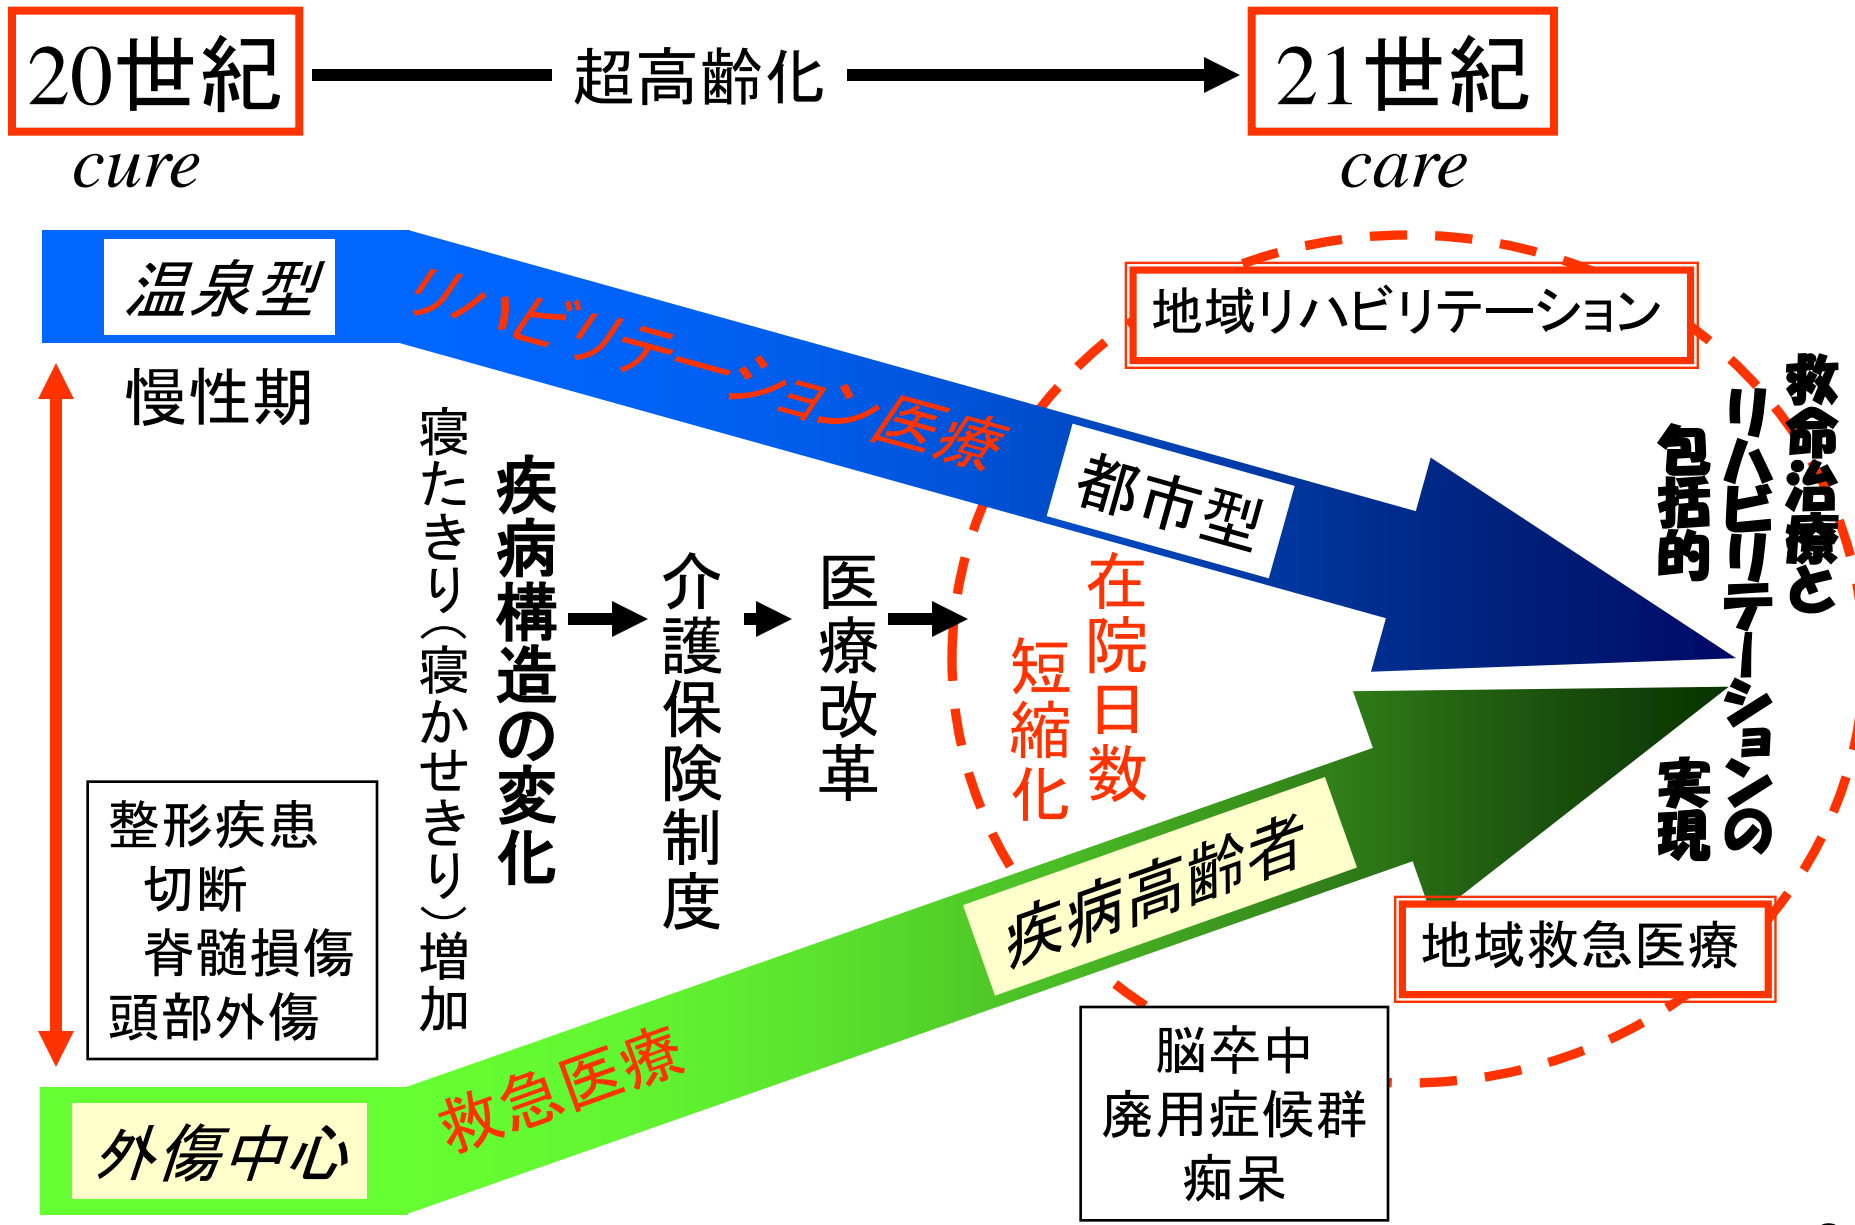 20世紀
超高齢化
21世紀
cure
care
温泉型
リハビリテーション医療
地域リハビリテーション
慢性期
都市型
寝たきり（寝かせきり）増加
疾病構造の変化
介護保険制度
医療改革
在院日数
短縮化
救命治療と
リハビリテーションの
包括的　実現
整形疾患
切断
脊髄損傷
頭部外傷
疾病高齢者
地域救急医療
救急医療
外傷中心
脳卒中
廃用症候群
痴呆